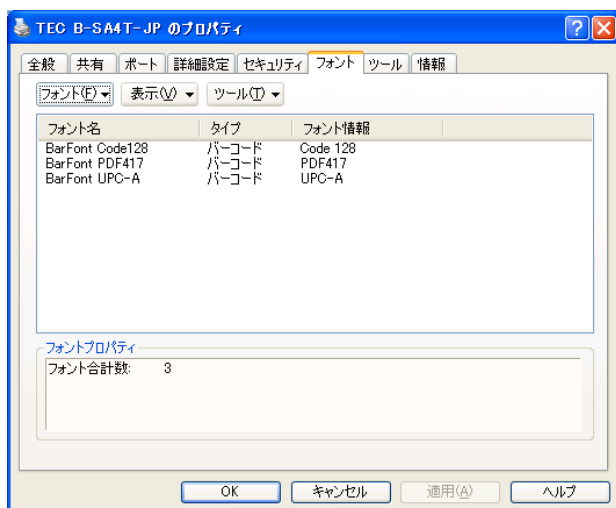 TEC B-SA4T-JP のプロパティ
全般 共有 ポート 詳細設定 セキュリティ フォント ツール 情報
フォント(F) 表示(V) ツール(T)
フォント名 タイプ フォント情報
BarFont Code128 バーコード Code 128
BarFont PDF417 バーコード PDF417
BarFont UPC-A バーコード UPC-A
フォントプロパティ
フォント合計数: 3
OK キャンセル 適用(A) ヘルプ